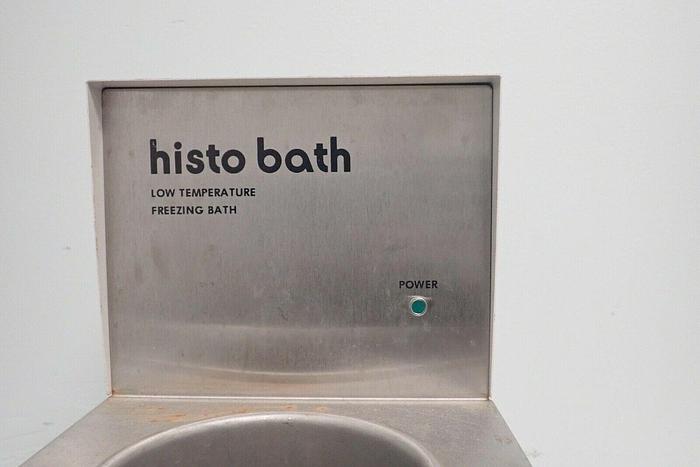 histo bath
LOW TEMPERATURE
FREEZING BATH
POWER